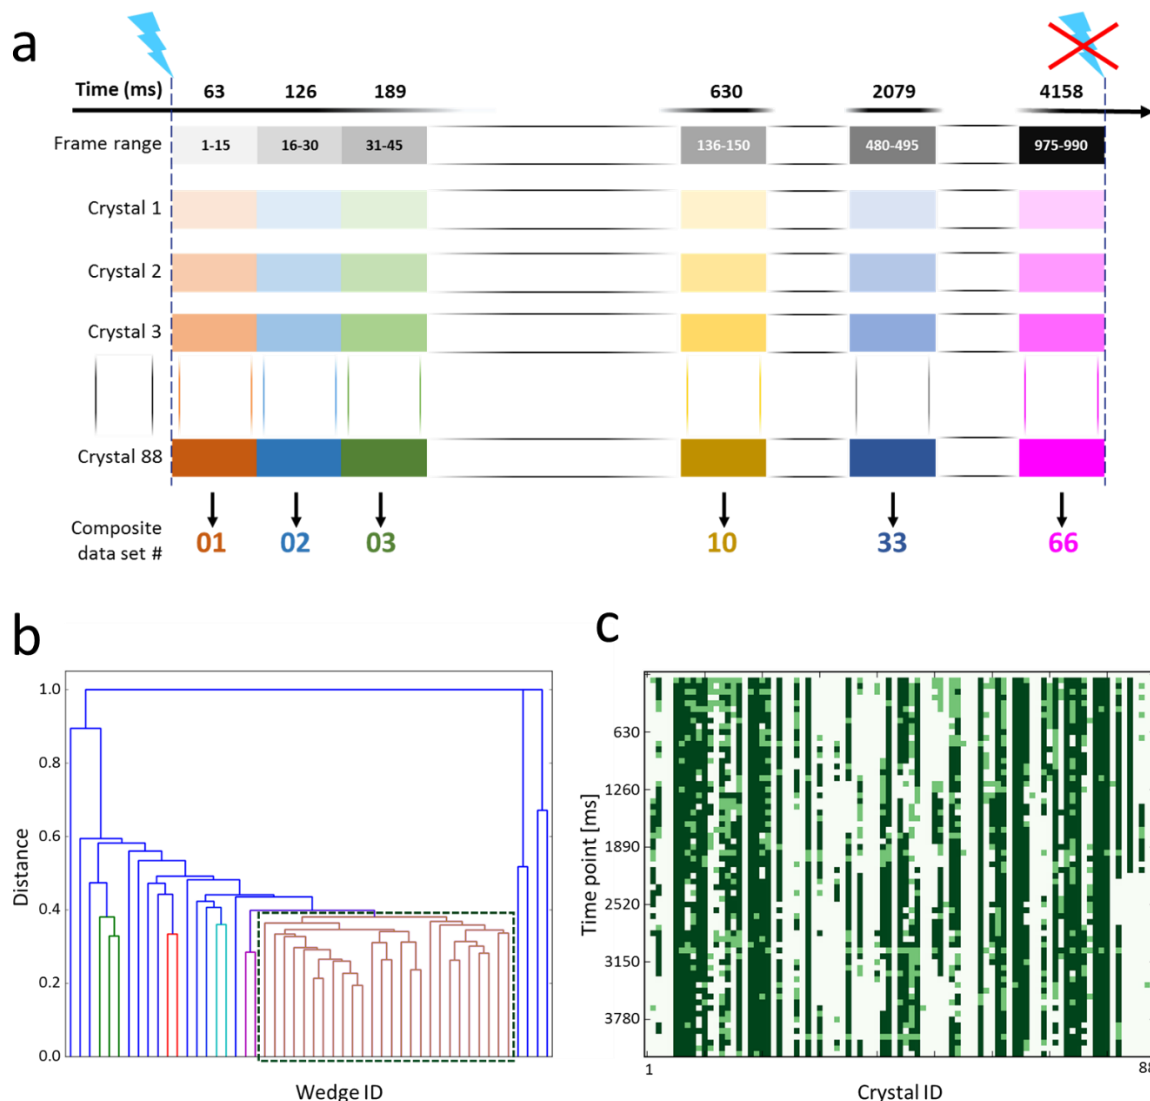 a
Time (ms) 63 126 189 630 2079 4158
Frame range 1-15 16-30 31-45 136-150 480-495 975-990
Crystal 1
Crystal 2
Crystal 3
Crystal 88
Composite
data set # 01 02 03 10 33 66
b
1.0
0.8
0.6
0.4
0.2
0.0
Distance
Wedge ID
c
630
1260
1890
2520
3150
3780
Time point [ms]
1 88
Crystal ID